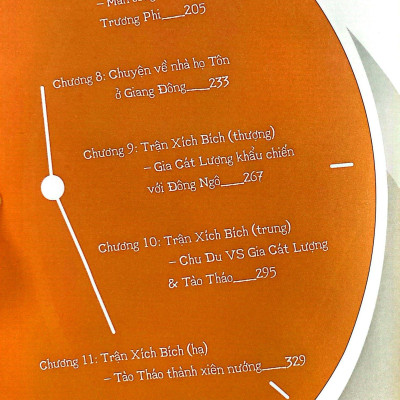 Trương Phi___205
Chương 8: Chuyện về nhà họ Tôn
ở Giang Đông___233
Chương 9: Trận Xích Bích (thượng)
– Gia Cát Lượng khẩu chiến
với Đông Ngô___267
Chương 10: Trận Xích Bích (trung)
– Chu Du VS Gia Cát Lượng
& Tào Tháo___295
Chương 11: Trận Xích Bích (hạ)
– Tào Tháo thành xiên nướng___329